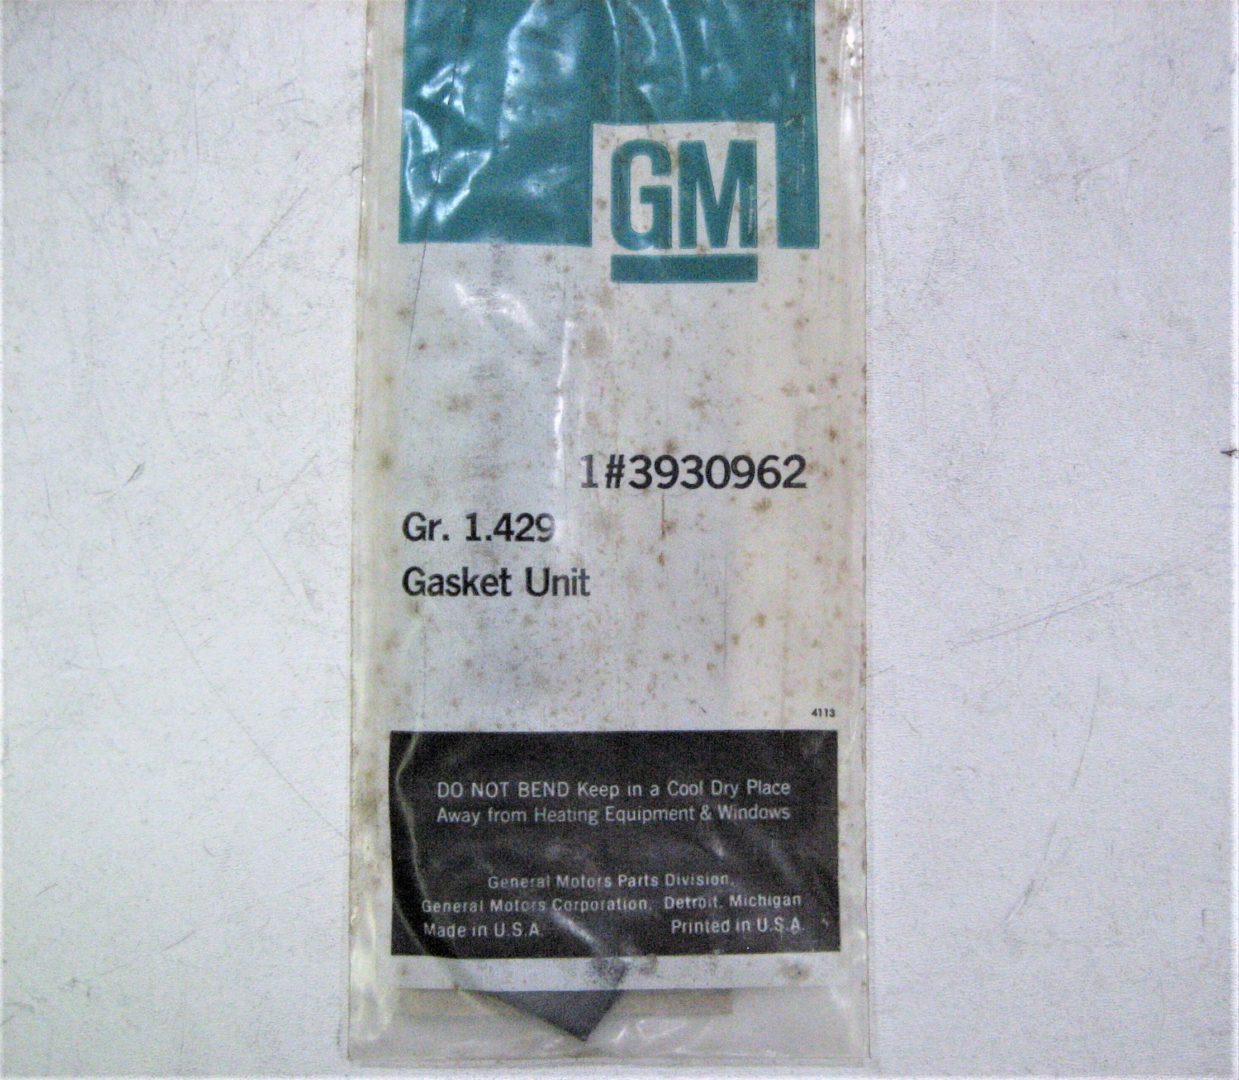 GM
1#3930962
Gr. 1.429
Gasket Unit
4113
DO NOT BEND Keep in a Cool Dry Place
Away from Heating Equipment & Windows
General Motors Parts Division,
General Motors Corporation, Detroit, Michigan
Made in U.S.A. Printed in U.S.A.